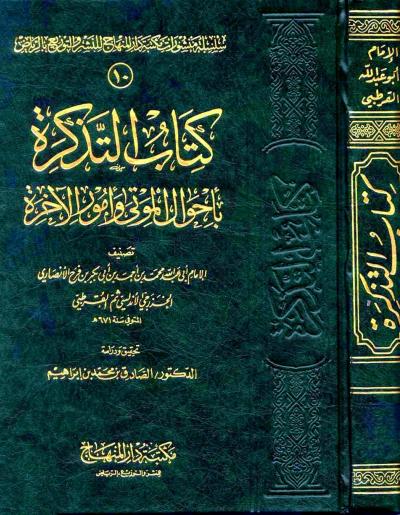 سلسلة منشورات مكتبة دار المنهاج للنشر والتوزيع بالرياض
١٠
كتاب التذكرة
بأحوال الموتى وأمور الآخرة
تصنيف
الإمام أبي عبد الله محمد بن أحمد بن أبي بكر بن فرح الأنصاري
الخزرجي الأندلسي ثم القرطبي
المتوفى سنة ٦٧١ هـ
تحقيق ودراسة
الدكتور/الصادق بن محمد بن إبراهيم
مكتبة دار المنهاج
للنشر والتوزيع بالرياض
كتاب التذكرة
الإمام
أبو عبد الله
القرطبي
كتاب التذكرة